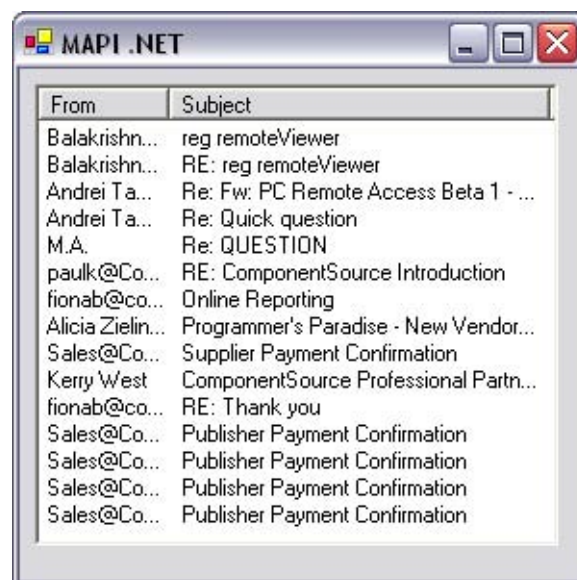 MAPI .NET
From Subject
Balakrishn... reg remoteViewer
Balakrishn... RE: reg remoteViewer
Andrei Ta... Re: Fw: PC Remote Access Beta 1 - ...
Andrei Ta... Re: Quick question
M.A. Re: QUESTION
paulk@Co... RE: ComponentSource Introduction
fionab@co... Online Reporting
Alicia Zielin... Programmer's Paradise - New Vendor...
Sales@Co... Supplier Payment Confirmation
Kerry West ComponentSource Professional Partn...
fionab@co... RE: Thank you
Sales@Co... Publisher Payment Confirmation
Sales@Co... Publisher Payment Confirmation
Sales@Co... Publisher Payment Confirmation
Sales@Co... Publisher Payment Confirmation